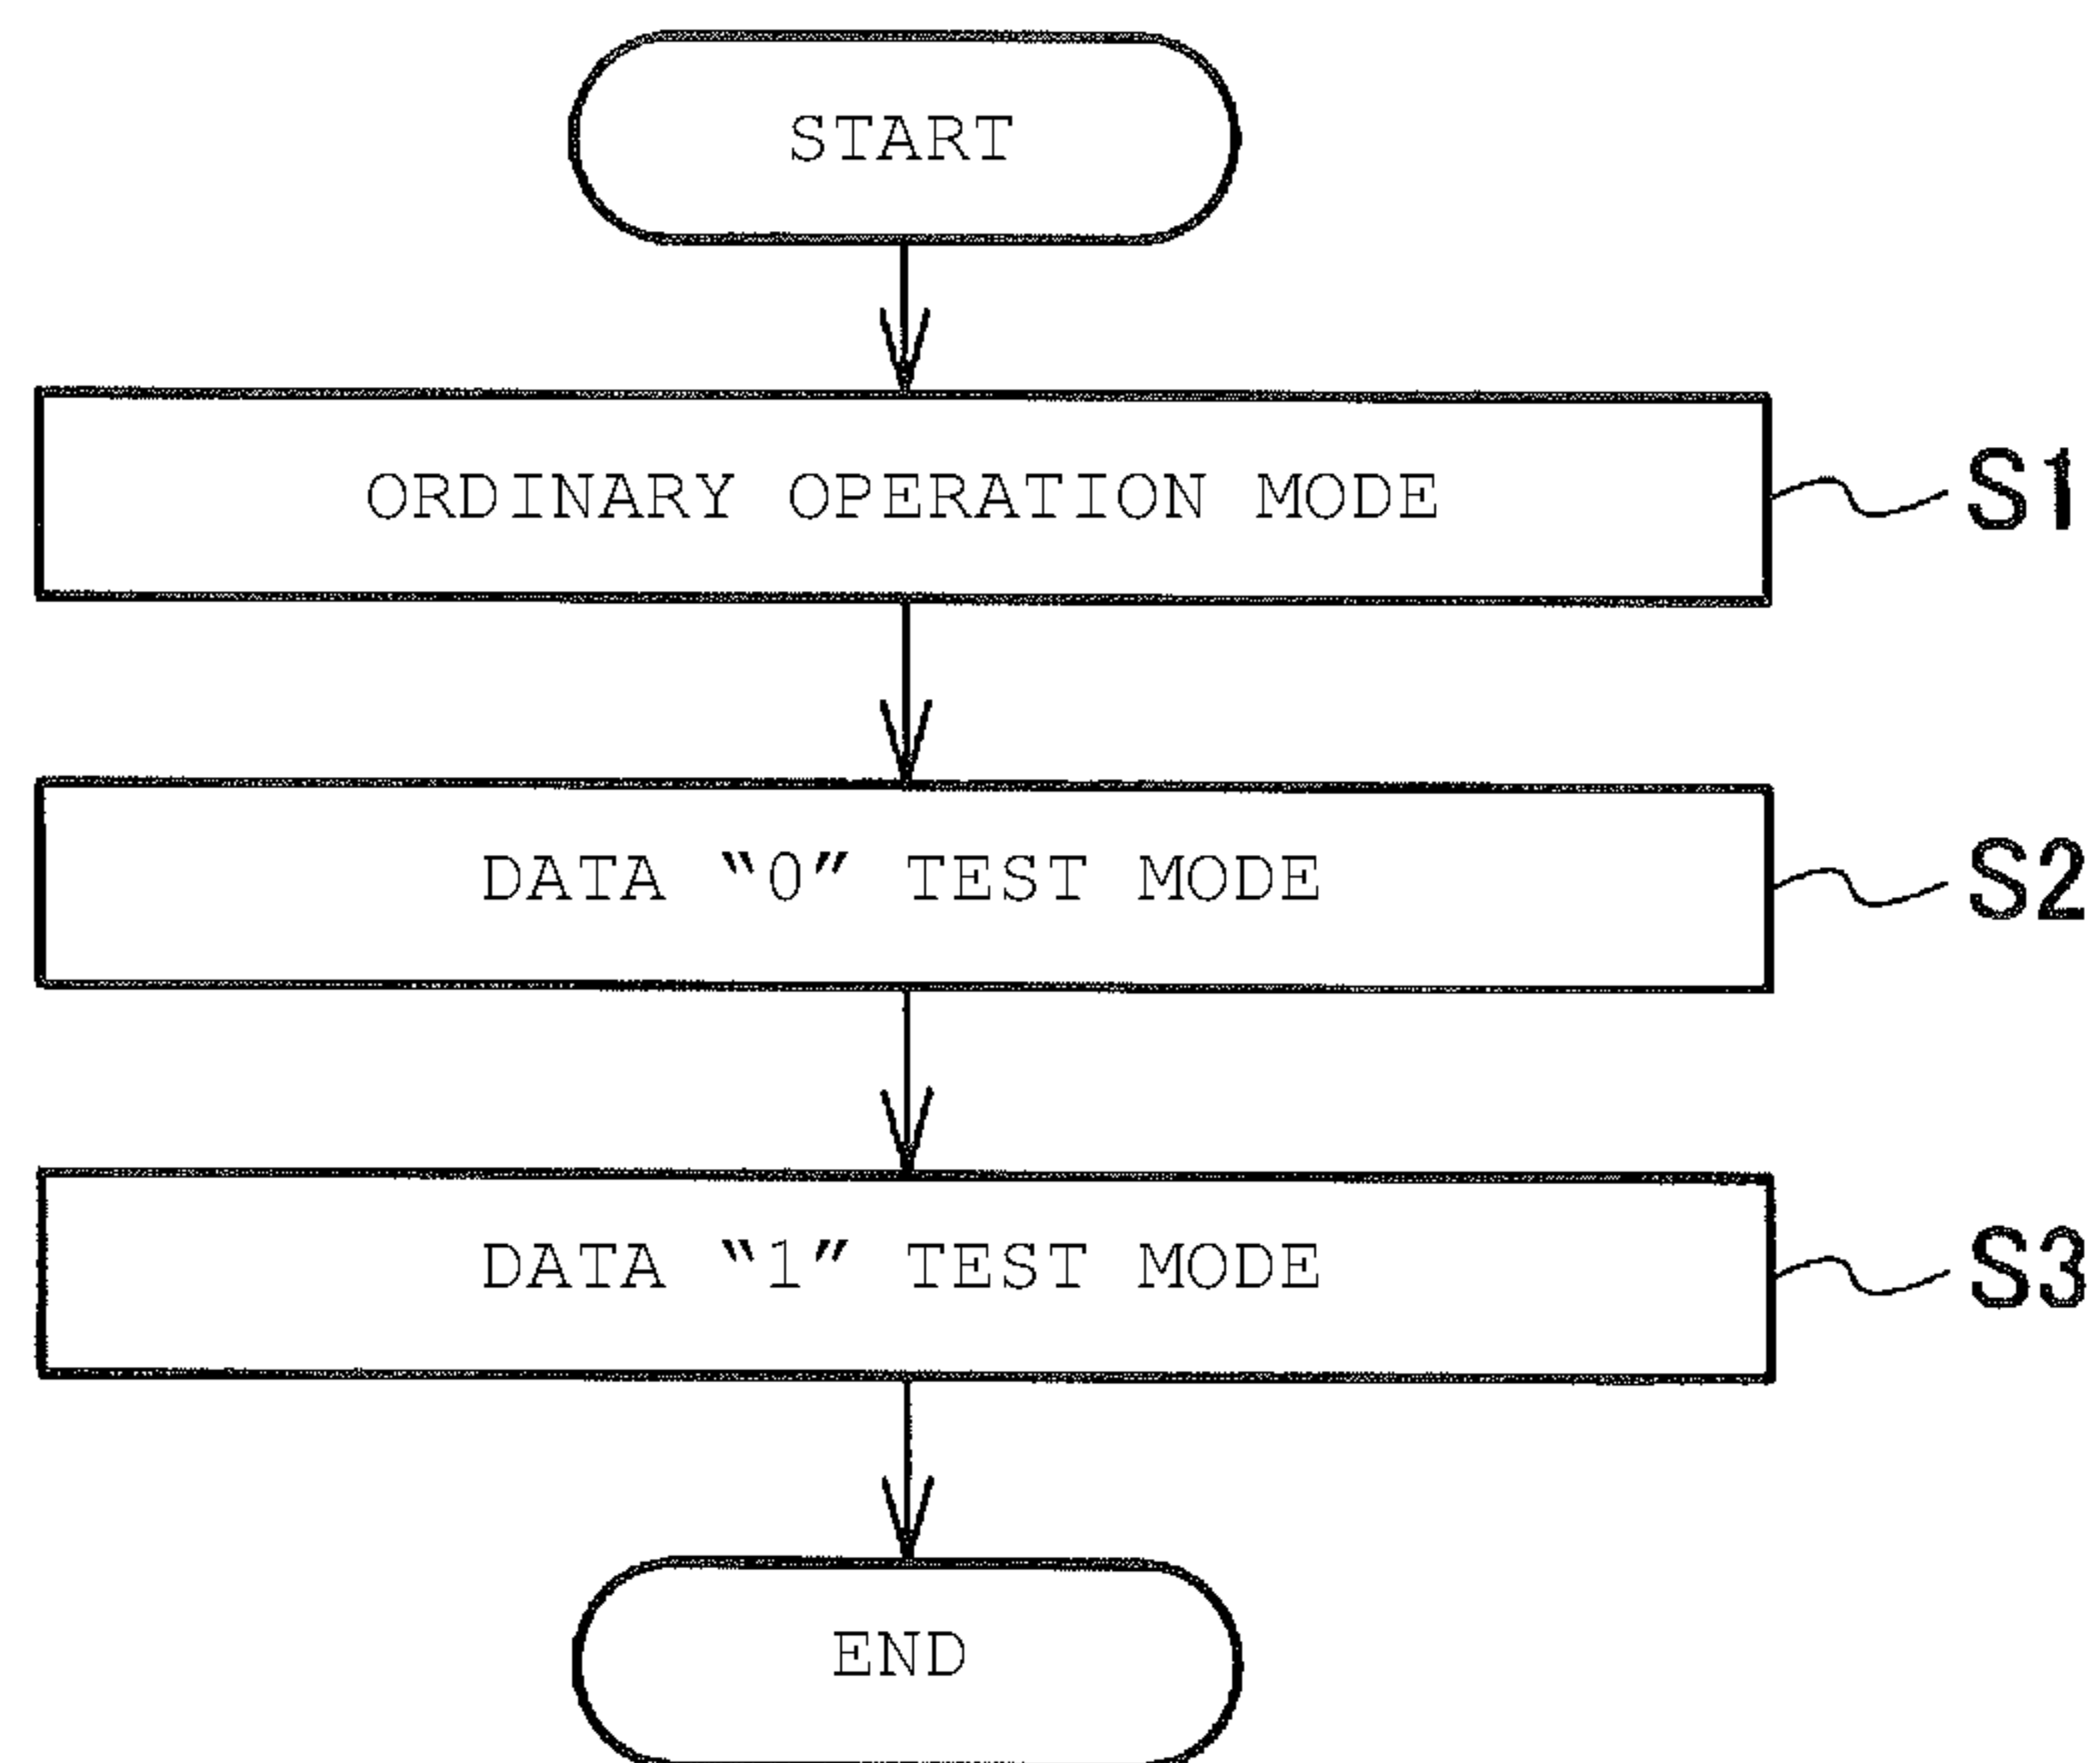 START
ORDINARY OPERATION MODE
S1
DATA “0” TEST MODE
S2
DATA “1” TEST MODE
S3
END